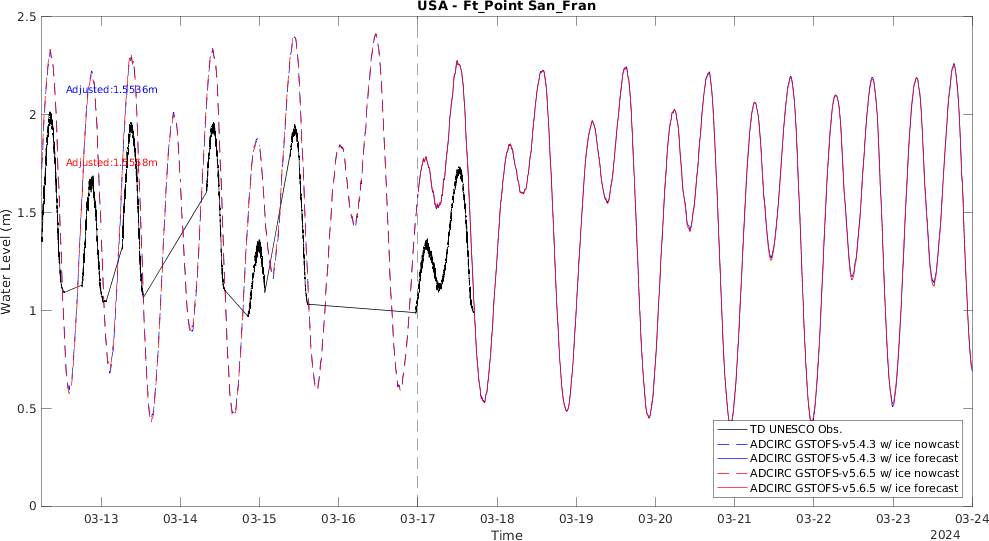 USA - Ft_Point San_Fran
2.5
2
1.5
1
0.5
0
Water Level (m)
Adjusted:1.5536m
Adjusted:1.5558m
TD UNESCO Obs.
ADCIRC GSTOFS-v5.4.3 w/ ice nowcast
ADCIRC GSTOFS-v5.4.3 w/ ice forecast
ADCIRC GSTOFS-v5.6.5 w/ ice nowcast
ADCIRC GSTOFS-v5.6.5 w/ ice forecast
03-13 03-14 03-15 03-16 03-17 03-18 03-19 03-20 03-21 03-22 03-23 03-24
Time
2024